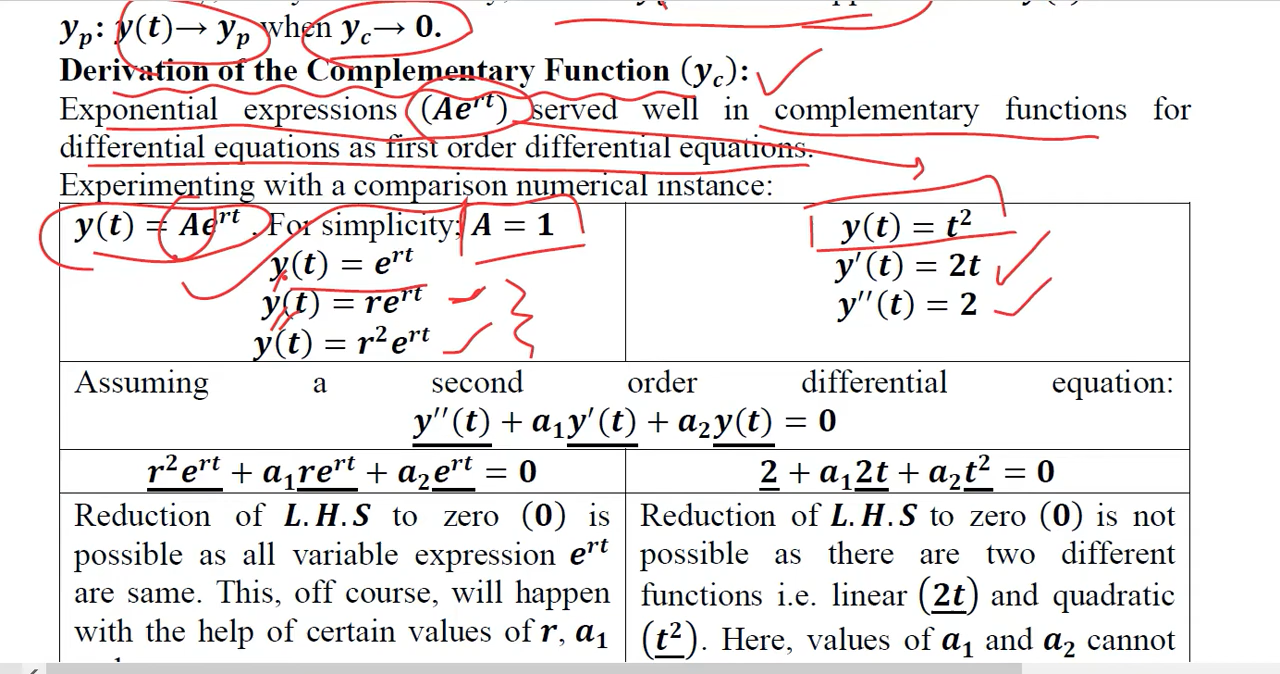 yₚ: y(t)→ yₚ when y_c→ 0.
Derivation of the Complementary Function (y_c):
Exponential expressions (Ae^{rt}) served well in complementary functions for
differential equations as first order differential equations.
Experimenting with a comparison numerical instance:
y(t) = Ae^{rt}. For simplicity; A = 1
y(t) = e^{rt}
y(t) = re^{rt}
y(t) = r²e^{rt}
y(t) = t²
y′(t) = 2t
y′′(t) = 2
Assuming a second order differential equation:
y′′(t) + a₁y′(t) + a₂y(t) = 0
r²e^{rt} + a₁re^{rt} + a₂e^{rt} = 0
2 + a₁2t + a₂t² = 0
Reduction of L.H.S to zero (0) is
possible as all variable expression e^{rt}
are same. This, off course, will happen
with the help of certain values of r, a₁
Reduction of L.H.S to zero (0) is not
possible as there are two different
functions i.e. linear (2t) and quadratic
(t²). Here, values of a₁ and a₂ cannot